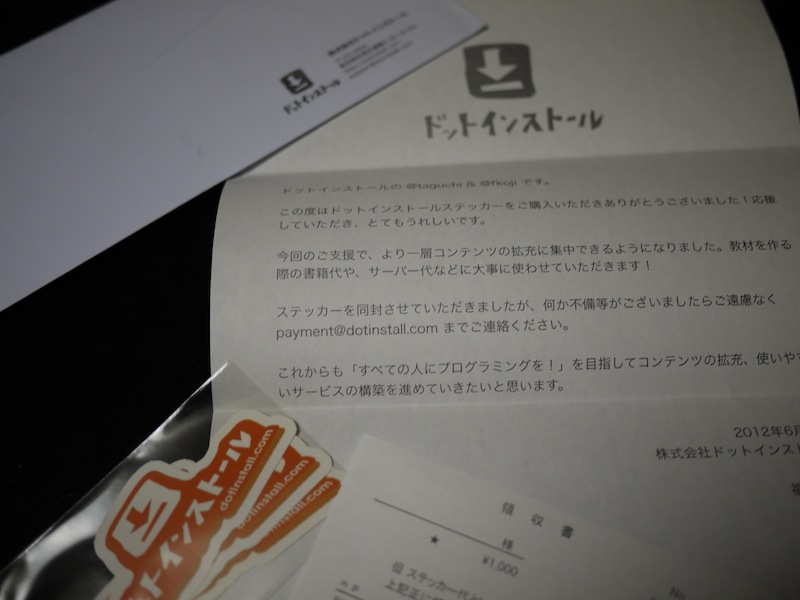 ドットインストール
ドットインストール
ドットインストールの @taguchi & @fkoji です。
この度はドットインストールステッカーをご購入いただきありがとうございました！応援
していただき、とてもうれしいです。
今回のご支援で、より一層コンテンツの拡充に集中できるようになりました。教材を作る
際の書籍代や、サーバー代などに大事に使わせていただきます！
ステッカーを同封させていただきましたが、何か不備等がございましたらご遠慮なく
payment@dotinstall.com までご連絡ください。
これからも「すべての人にプログラミングを！」を目指してコンテンツの拡充、使いやす
いサービスの構築を進めていきたいと思います。
2012年6月
株式会社ドットインスト
ドットインストール
dotinstall.com
dotinstall.com
dotinstall.com
領収書
様
★ ¥1,000
但 ステッカー代と
上記正に
内訳
No.